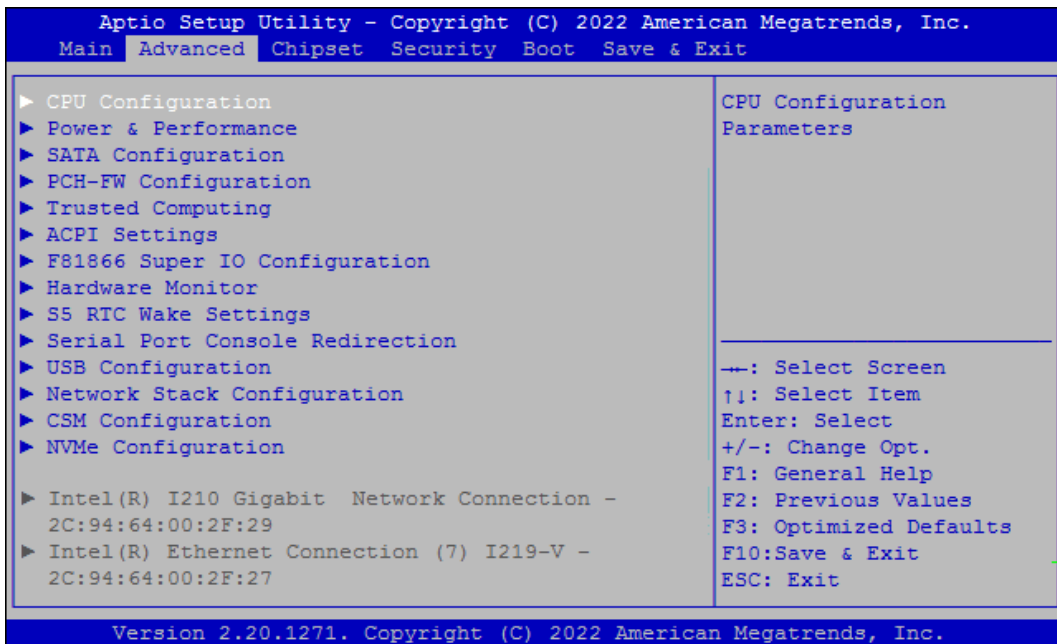 Aptio Setup Utility – Copyright (C) 2022 American Megatrends, Inc.
Main Advanced Chipset Security Boot Save & Exit
► CPU Configuration
► Power & Performance
► SATA Configuration
► PCH-FW Configuration
► Trusted Computing
► ACPI Settings
► F81866 Super IO Configuration
► Hardware Monitor
► S5 RTC Wake Settings
► Serial Port Console Redirection
► USB Configuration
► Network Stack Configuration
► CSM Configuration
► NVMe Configuration
► Intel(R) I210 Gigabit  Network Connection –
2C:94:64:00:2F:29
► Intel(R) Ethernet Connection (7) I219-V –
2C:94:64:00:2F:27
CPU Configuration
Parameters
→←: Select Screen
↑↓: Select Item
Enter: Select
+/-: Change Opt.
F1: General Help
F2: Previous Values
F3: Optimized Defaults
F10:Save & Exit
ESC: Exit
Version 2.20.1271. Copyright (C) 2022 American Megatrends, Inc.